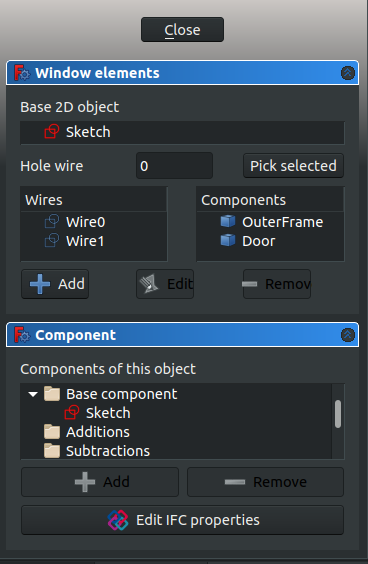 Close
Window elements
Base 2D object
Sketch
Hole wire 0 Pick selected
Wires Components
Wire0 OuterFrame
Wire1 Door
Add Edit Remov
Component
Components of this object
Base component
Sketch
Additions
Subtractions
Add Remove
Edit IFC properties